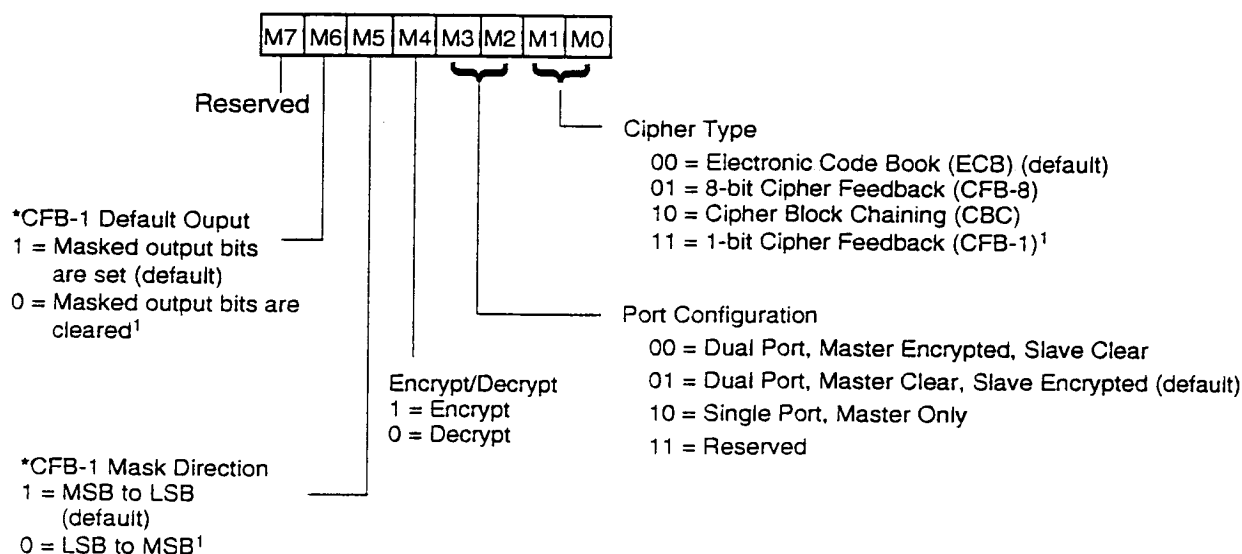 M7 M6 M5 M4 M3 M2 M1 M0
Reserved
Cipher Type
00 = Electronic Code Book (ECB) (default)
01 = 8-bit Cipher Feedback (CFB-8)
10 = Cipher Block Chaining (CBC)
11 = 1-bit Cipher Feedback (CFB-1)¹
*CFB-1 Default Ouput
1 = Masked output bits
are set (default)
0 = Masked output bits are
cleared¹
Port Configuration
00 = Dual Port, Master Encrypted, Slave Clear
01 = Dual Port, Master Clear, Slave Encrypted (default)
10 = Single Port, Master Only
11 = Reserved
Encrypt/Decrypt
1 = Encrypt
0 = Decrypt
*CFB-1 Mask Direction
1 = MSB to LSB
(default)
0 = LSB to MSB¹